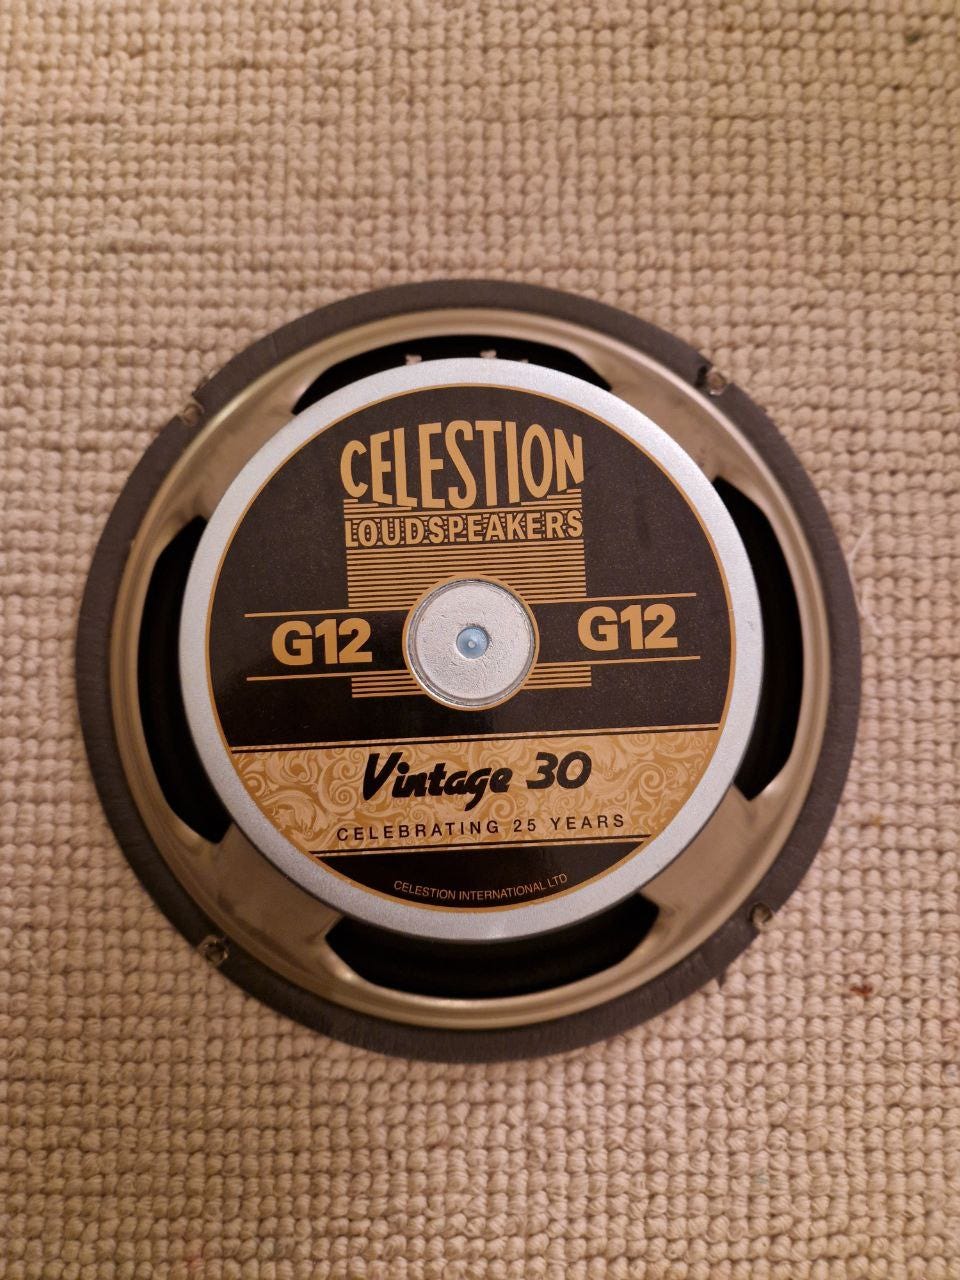 CELESTION
LOUDSPEAKERS
G12 G12
Vintage 30
CELEBRATING 25 YEARS
CELESTION INTERNATIONAL LTD